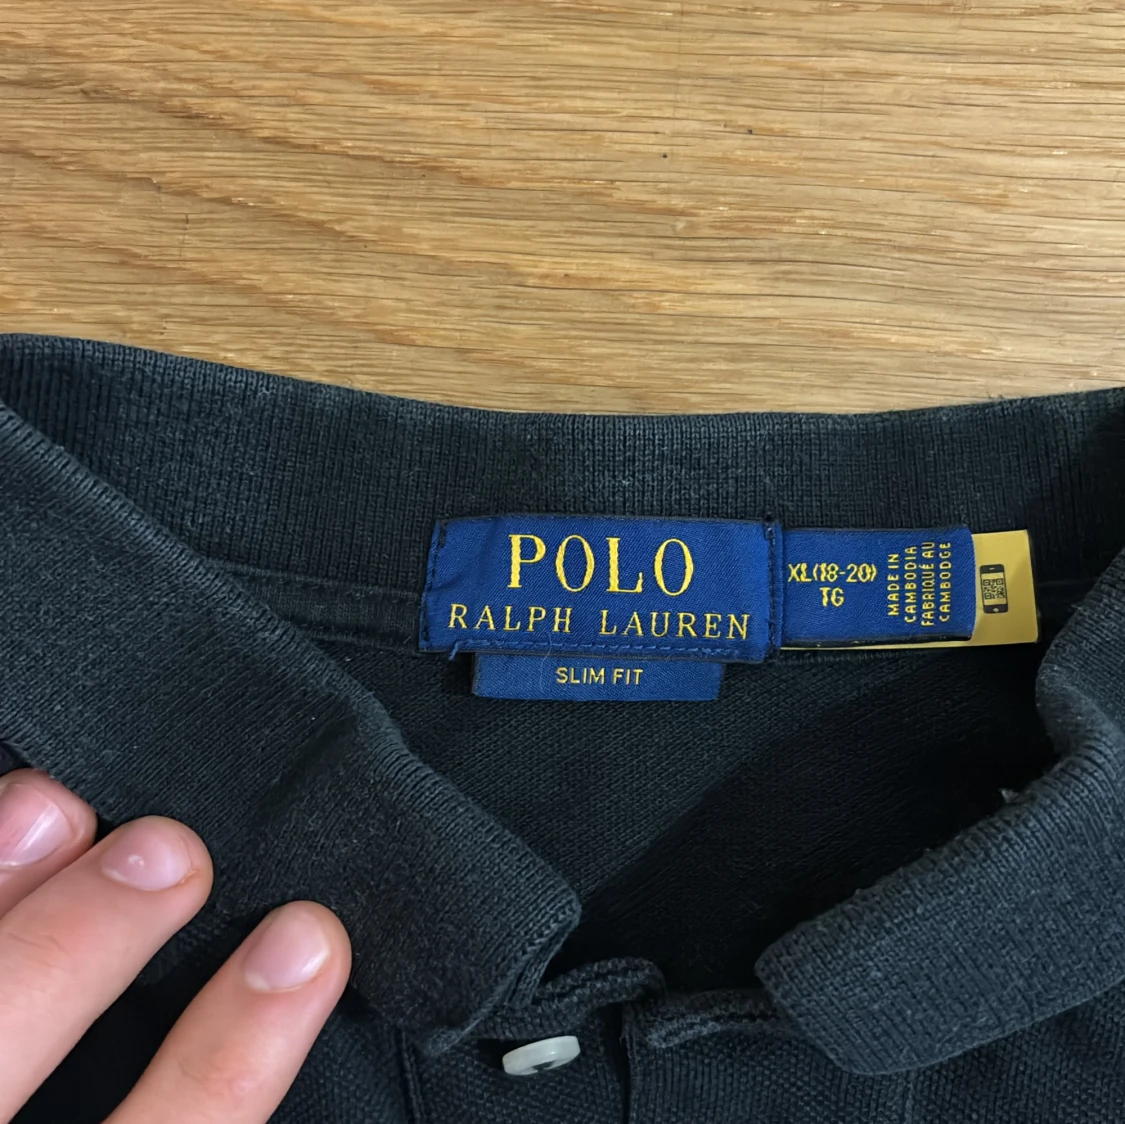 POLO
RALPH LAUREN
SLIM FIT
XL(18-20)
TG
MADE IN
CAMBODIA
FABRIQUÉ AU
CAMBODGE